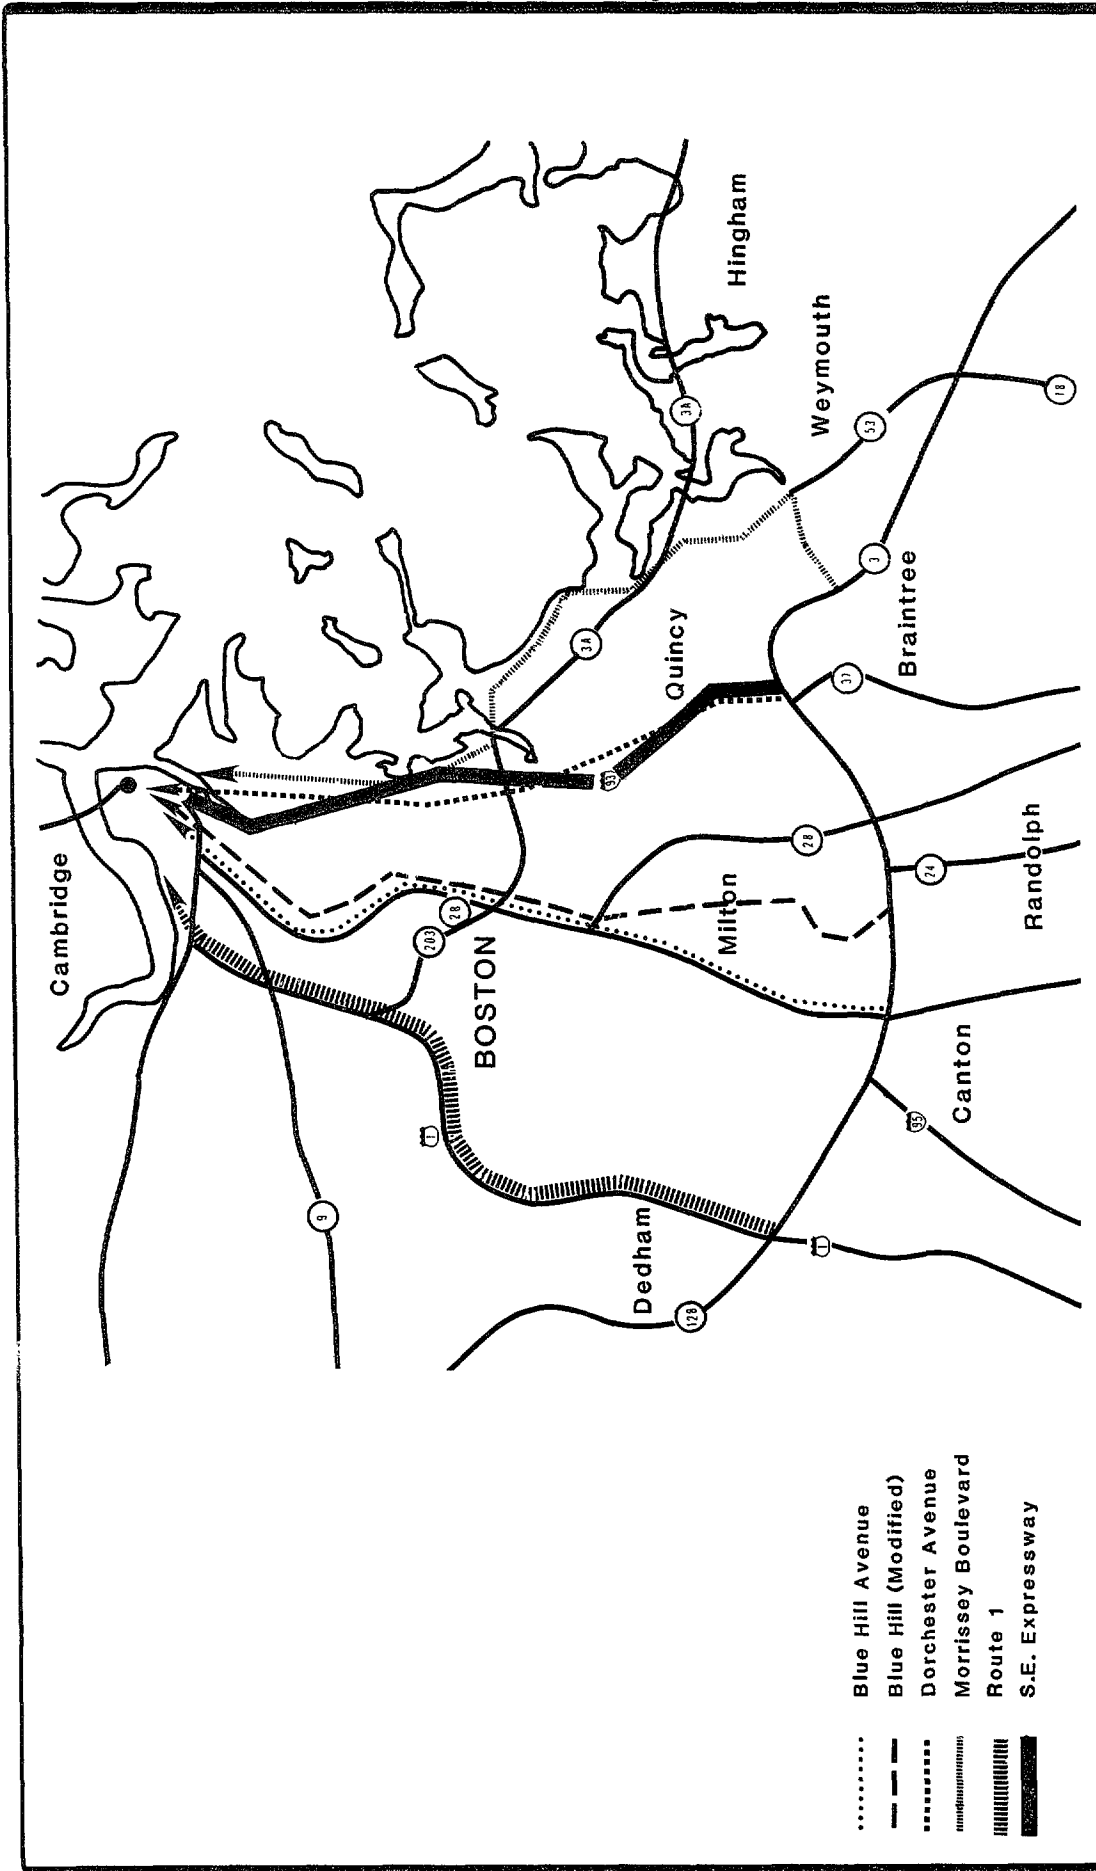 Cambridge
BOSTON
Quincy
Hingham
Weymouth
Braintree
Milton
Randolph
Canton
Dedham
9
1
203
28
93
3A
3A
53
18
3
37
28
24
95
1
128
Blue Hill Avenue
Blue Hill (Modified)
Dorchester Avenue
Morrissey Boulevard
Route 1
S.E. Expressway